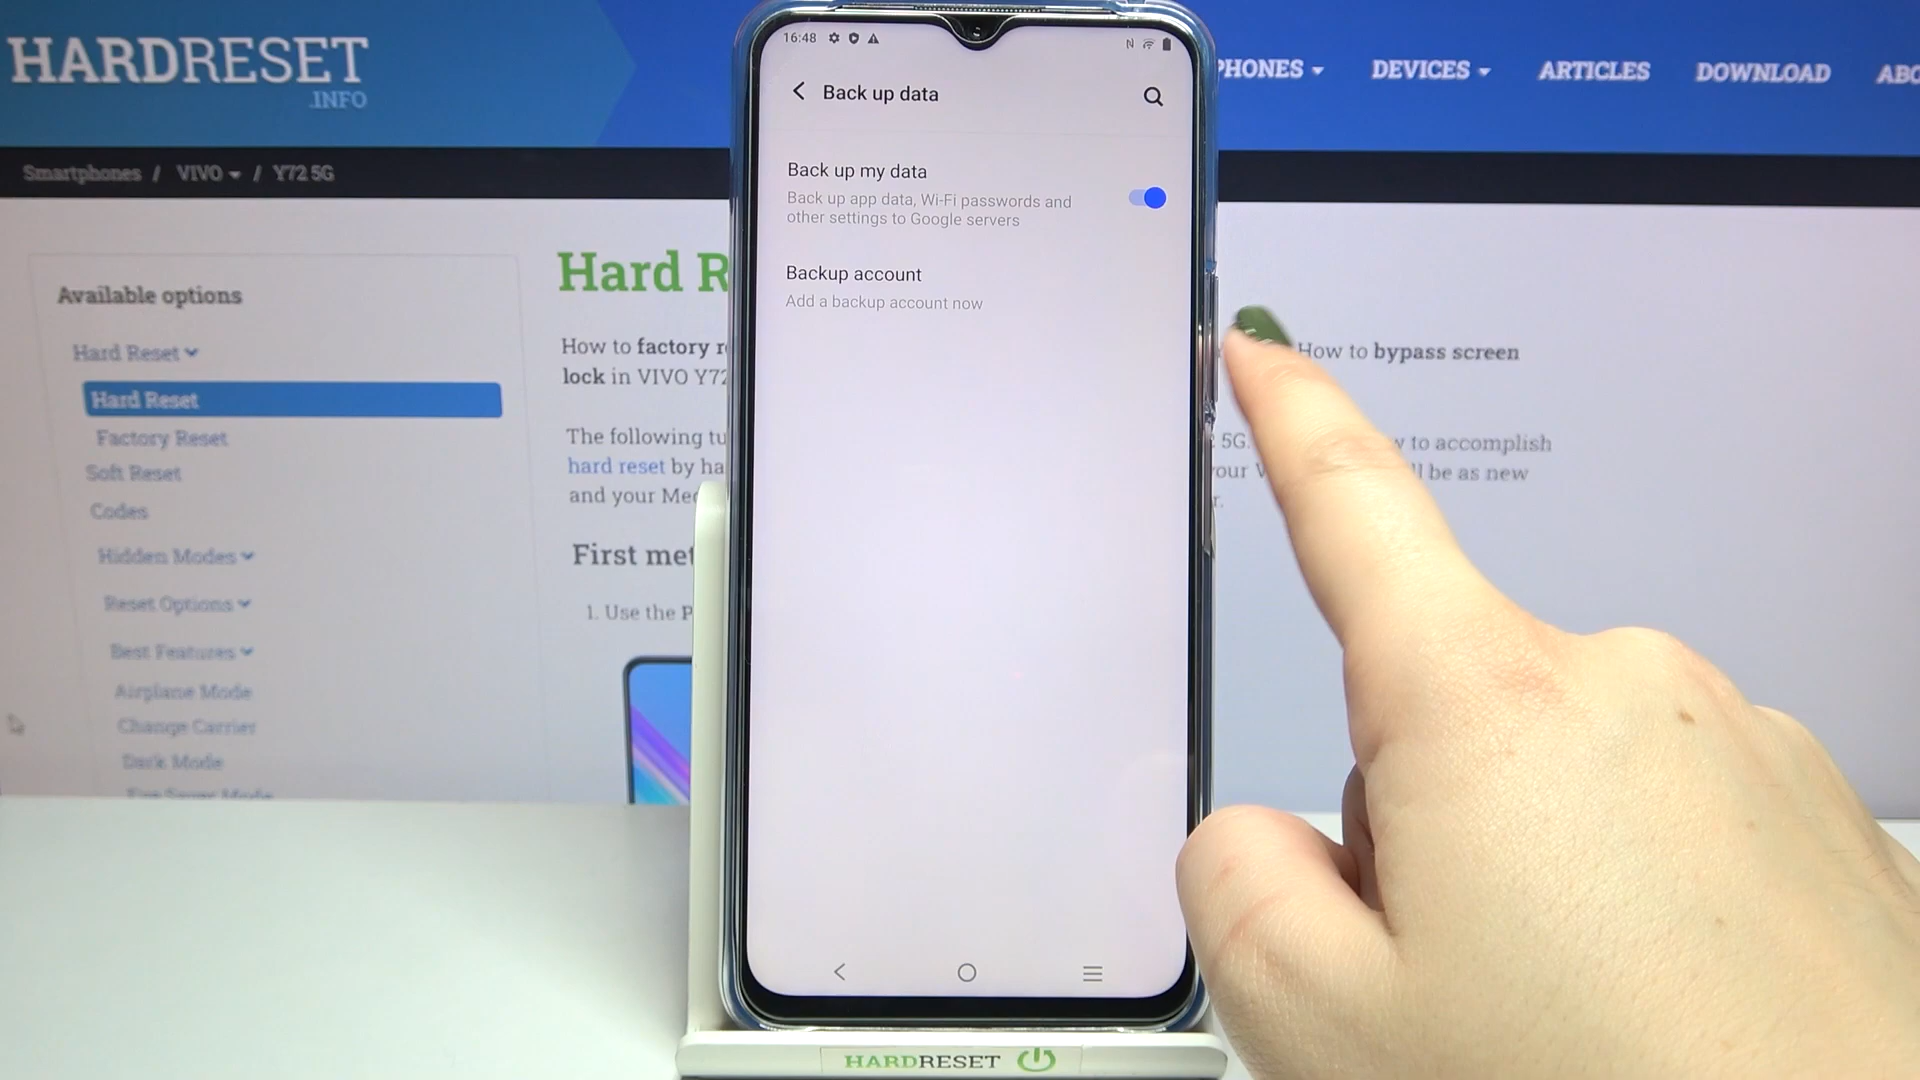 HARDRESET
.INFO
PHONES
DEVICES
ARTICLES
DOWNLOAD
Smartphones / VIVO / Y72 5G
Available options
Hard Reset
Hard Reset
Factory Reset
Soft Reset
Codes
Hidden Modes
Reset Options
Best Features
Airplane Mode
Change Carrier
Dark Mode
Hard R
How to factory r
How to bypass screen
lock in VIVO Y72
The following tu
5G.
to accomplish
hard reset by ha
be as new
and your Me
First met
1. Use the P
16:48
Back up data
Back up my data
Back up app data, Wi-Fi passwords and
other settings to Google servers
Backup account
Add a backup account now
HARDRESET